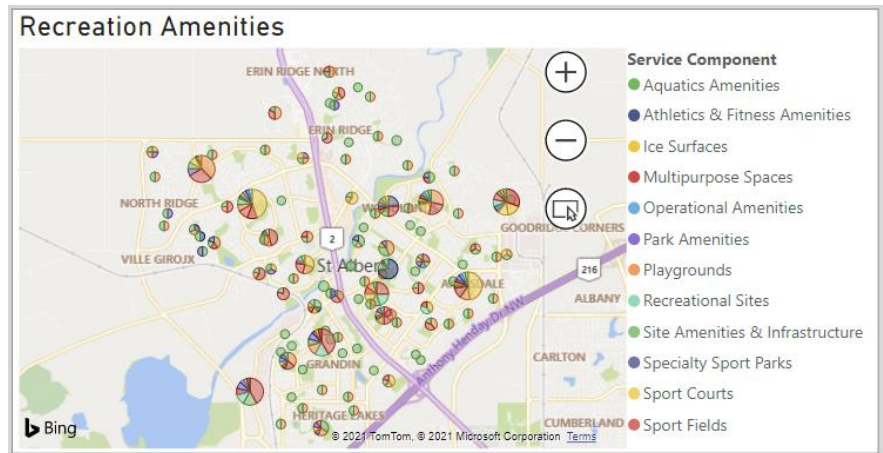 Recreation Amenities
ERIN RIDGE NORTH
ERIN RIDGE
NORTH RIDGE
VILLE GIROUX
2
St Albert
GOODRIDGE CORNERS
216
ALBANY
Anthony Henday Dr NW
CARLTON
GRANDIN
HERITAGE LAKES
CUMBERLAND
Bing
© 2021 TomTom, © 2021 Microsoft Corporation Terms
Service Component
Aquatics Amenities
Athletics & Fitness Amenities
Ice Surfaces
Multipurpose Spaces
Operational Amenities
Park Amenities
Playgrounds
Recreational Sites
Site Amenities & Infrastructure
Specialty Sport Parks
Sport Courts
Sport Fields